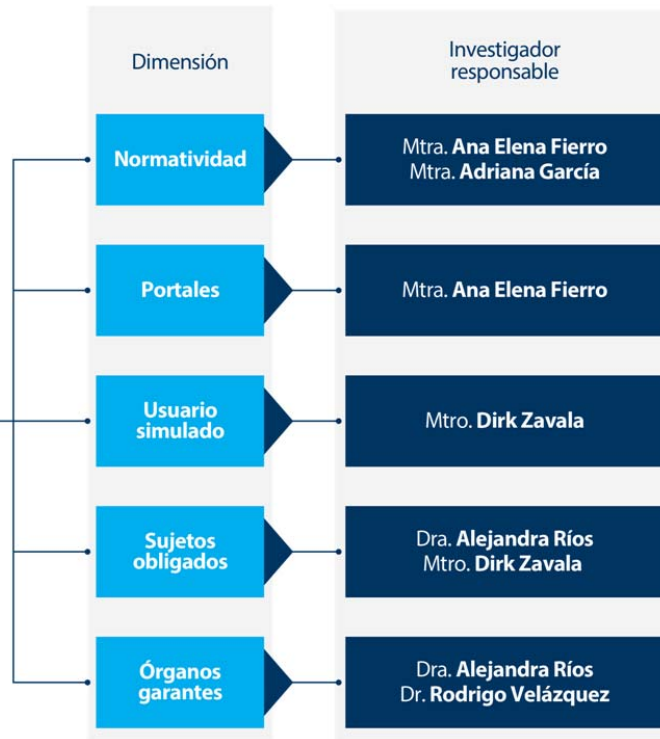 Dimensión
Investigador
responsable
Normatividad
Mtra. Ana Elena Fierro
Mtra. Adriana García
Portales
Mtra. Ana Elena Fierro
Usuario
simulado
Mtro. Dirk Zavala
Sujetos
obligados
Dra. Alejandra Ríos
Mtro. Dirk Zavala
Órganos
garantes
Dra. Alejandra Ríos
Dr. Rodrigo Velázquez